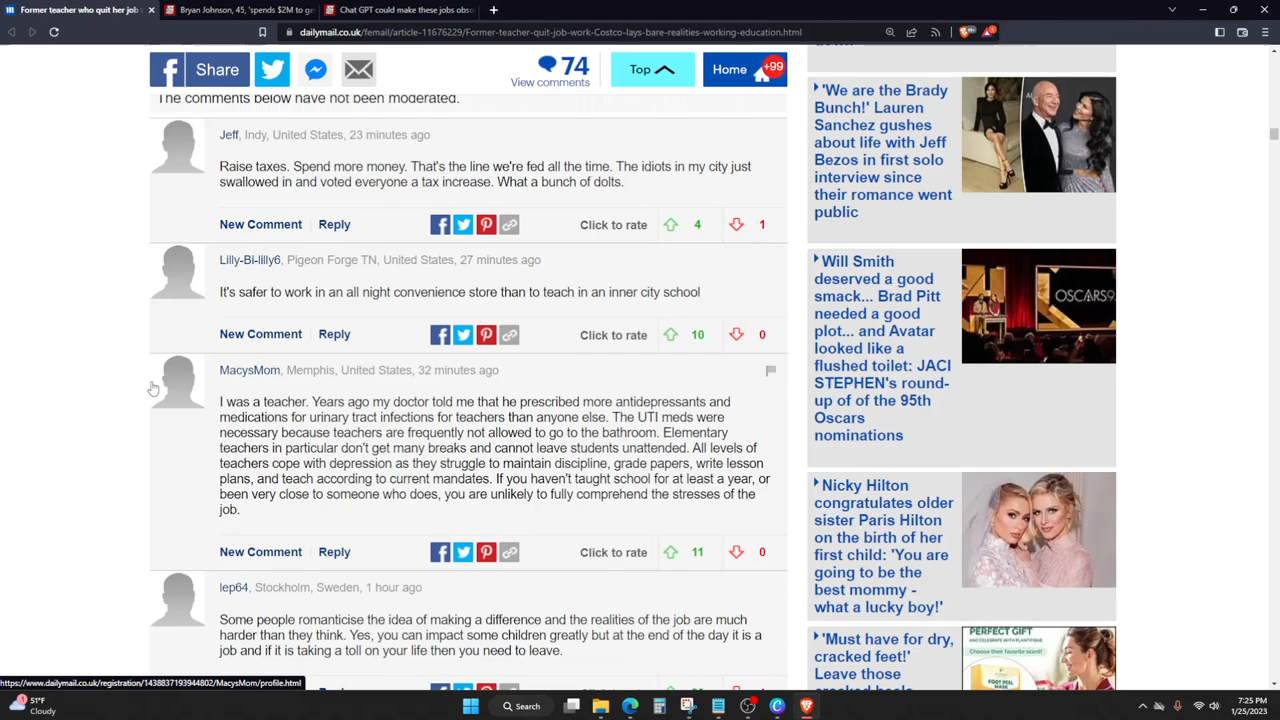 Former teacher who quit her job
Bryan Johnson, 45, 'spends $2M to ge
Chat GPT could make these jobs obso
dailymail.co.uk/femail/article-11676229/Former-teacher-quit-job-work-Costco-lays-bare-realities-working-education.html
Share
74
View comments
Top
Home
+99
The comments below have not been moderated.
Jeff, Indy, United States, 23 minutes ago
Raise taxes. Spend more money. That's the line we're fed all the time. The idiots in my city just
swallowed in and voted everyone a tax increase. What a bunch of dolts.
New Comment Reply Click to rate 4 1
Lilly-Bi-lilly6, Pigeon Forge TN, United States, 27 minutes ago
It's safer to work in an all night convenience store than to teach in an inner city school
New Comment Reply Click to rate 10 0
MacysMom, Memphis, United States, 32 minutes ago
I was a teacher. Years ago my doctor told me that he prescribed more antidepressants and
medications for urinary tract infections for teachers than anyone else. The UTI meds were
necessary because teachers are frequently not allowed to go to the bathroom. Elementary
teachers in particular don't get many breaks and cannot leave students unattended. All levels of
teachers cope with depression as they struggle to maintain discipline, grade papers, write lesson
plans, and teach according to current mandates. If you haven't taught school for at least a year, or
been very close to someone who does, you are unlikely to fully comprehend the stresses of the
job.
New Comment Reply Click to rate 11 0
lep64, Stockholm, Sweden, 1 hour ago
Some people romanticise the idea of making a difference and the realities of the job are much
harder than they think. Yes, you can impact some children greatly but at the end of the day it is a
job and if it is taking a toll on your life then you need to leave.
'We are the Brady
Bunch!' Lauren
Sanchez gushes
about life with Jeff
Bezos in first solo
interview since
their romance went
public
Will Smith
deserved a good
smack... Brad Pitt
needed a good
plot... and Avatar
looked like a
flushed toilet: JACI
STEPHEN's round-
up of of the 95th
Oscars
nominations
OSCARS95
Nicky Hilton
congratulates older
sister Paris Hilton
on the birth of her
first child: 'You are
going to be the
best mommy -
what a lucky boy!'
'Must have for dry,
cracked feet!'
Leave those
PERFECT GIFT
AND CELEBRATE WITH PLANTIFIQUE
Choose their favorite scent!
FOOT PEEL
MASK
https://www.dailymail.co.uk/registration/1438837193944802/MacysMom/profile.html
51°F
Cloudy
Search
7:25 PM
1/25/2023